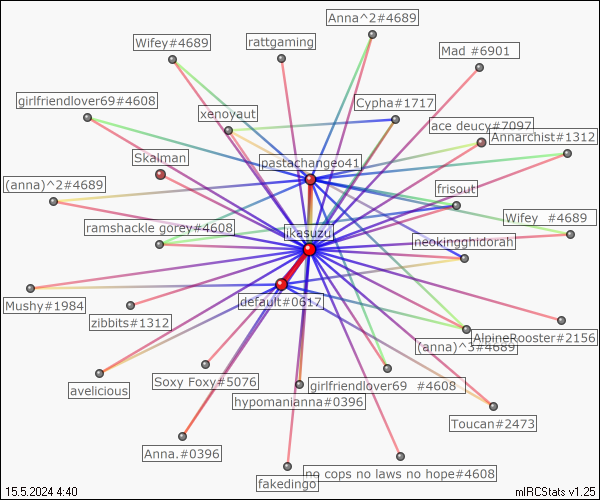 Anna^2#4689
Wifey#4689
rattgaming
Mad #6901
girlfriendlover69#4608
Cypha#1717
xenoyaut
ace deucy#7097
Annarchist#1312
Skalman
pastachangeo41
(anna)^2#4689
frisout
Wifey  #4689
ramshackle gorey#4608
ikasuzu
neokingghidorah
Mushy#1984
default#0617
zibbits#1312
AlpineRooster#2156
(anna)^3#4689
avelicious
Soxy Foxy#5076
girlfriendlover69  #4608
hypomanianna#0396
Toucan#2473
Anna.#0396
no cops no laws no hope#4608
fakedingo
15.5.2024 4:40
mIRCStats v1.25